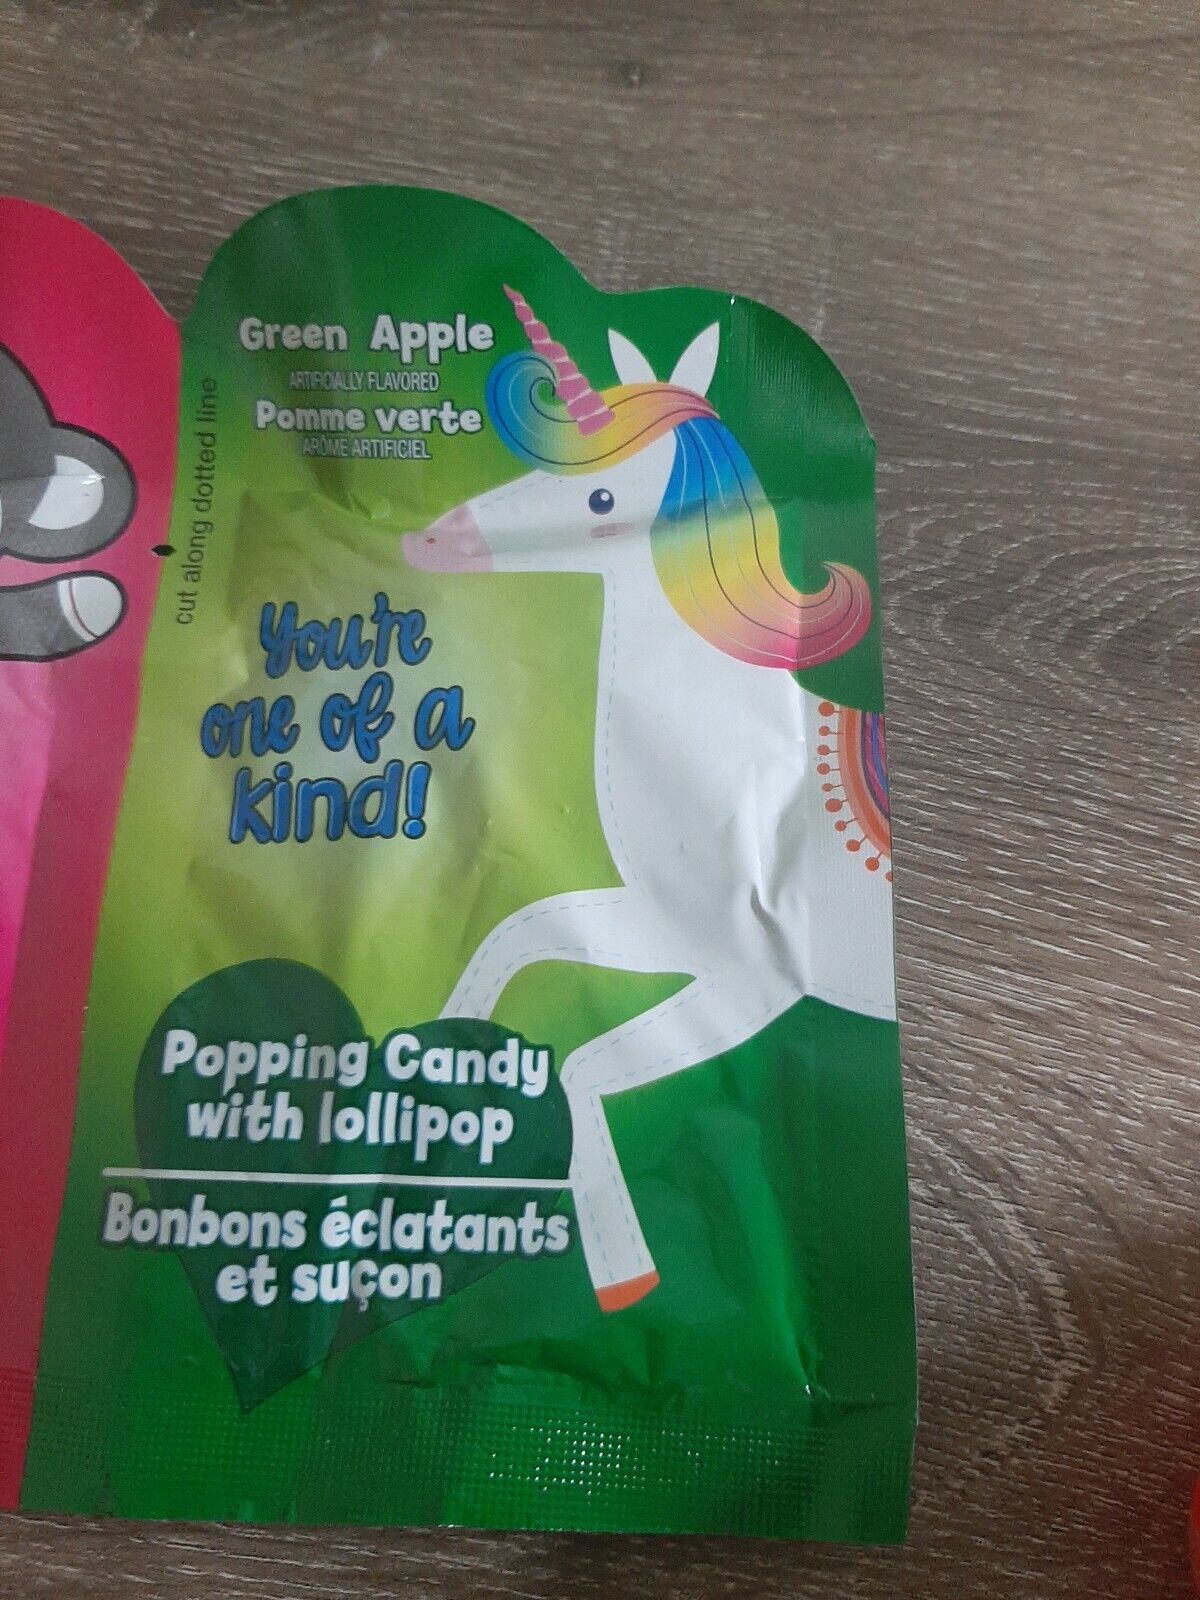 Green Apple
ARTIFICIALLY FLAVORED
Pomme verte
ARÔME ARTIFICIEL
cut along dotted line
You're
one of a
kind!
Popping Candy
with lollipop
Bonbons éclatants
et suçon